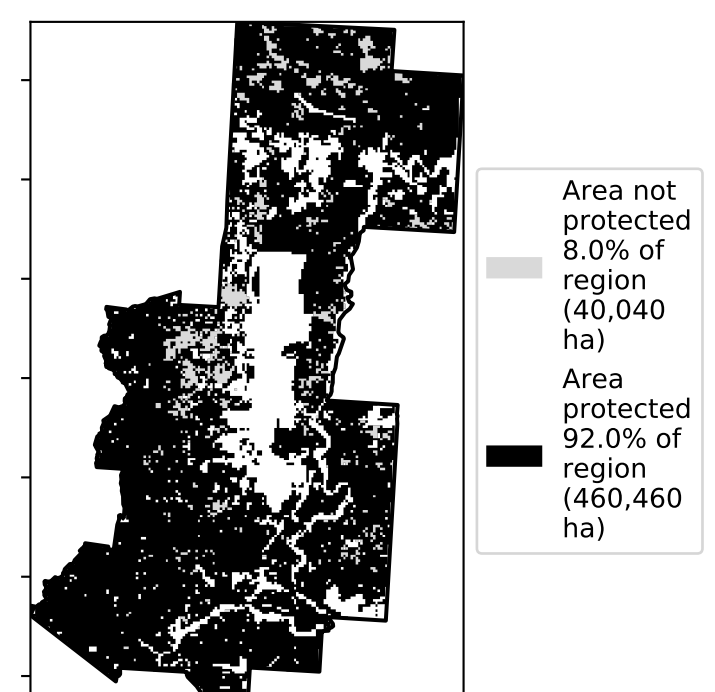 Area not
protected
8.0% of
region
(40,040
ha)
Area
protected
92.0% of
region
(460,460
ha)